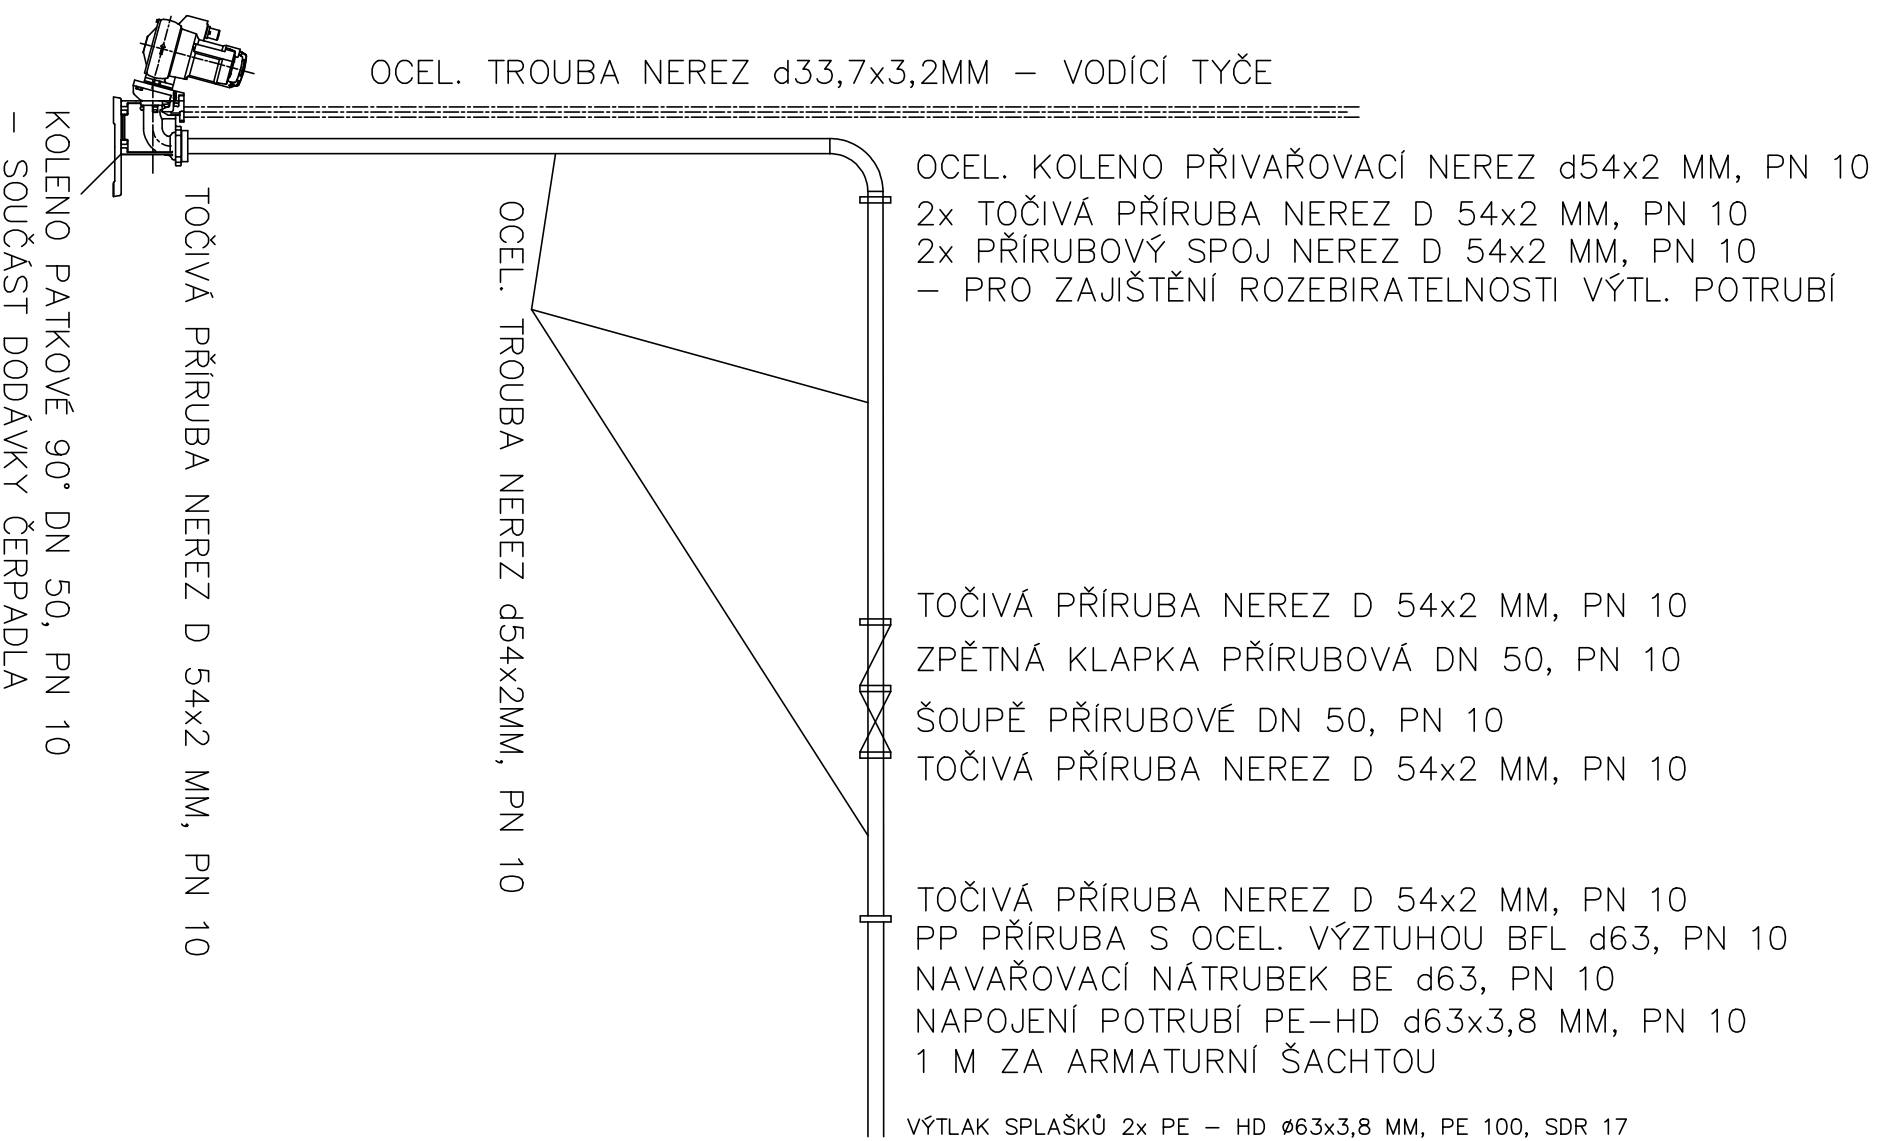 OCEL. TROUBA NEREZ d33,7x3,2MM – VODÍCÍ TYČE
OCEL. KOLENO PŘIVAŘOVACÍ NEREZ d54x2 MM, PN 10
2x TOČIVÁ PŘÍRUBA NEREZ D 54x2 MM, PN 10
2x PŘÍRUBOVÝ SPOJ NEREZ D 54x2 MM, PN 10
– PRO ZAJIŠTĚNÍ ROZEBIRATELNOSTI VÝTL. POTRUBÍ
KOLENO PATKOVÉ 90° DN 50, PN 10
– SOUČÁST DODÁVKY ČERPADLA
TOČIVÁ PŘÍRUBA NEREZ D 54x2 MM, PN 10
OCEL. TROUBA NEREZ d54x2MM, PN 10
TOČIVÁ PŘÍRUBA NEREZ D 54x2 MM, PN 10
ZPĚTNÁ KLAPKA PŘÍRUBOVÁ DN 50, PN 10
ŠOUPĚ PŘÍRUBOVÉ DN 50, PN 10
TOČIVÁ PŘÍRUBA NEREZ D 54x2 MM, PN 10
TOČIVÁ PŘÍRUBA NEREZ D 54x2 MM, PN 10
PP PŘÍRUBA S OCEL. VÝZTUHOU BFL d63, PN 10
NAVAŘOVACÍ NÁTRUBEK BE d63, PN 10
NAPOJENÍ POTRUBÍ PE–HD d63x3,8 MM, PN 10
1 M ZA ARMATURNÍ ŠACHTOU
VÝTLAK SPLAŠKŮ 2x PE – HD Ø63x3,8 MM, PE 100, SDR 17